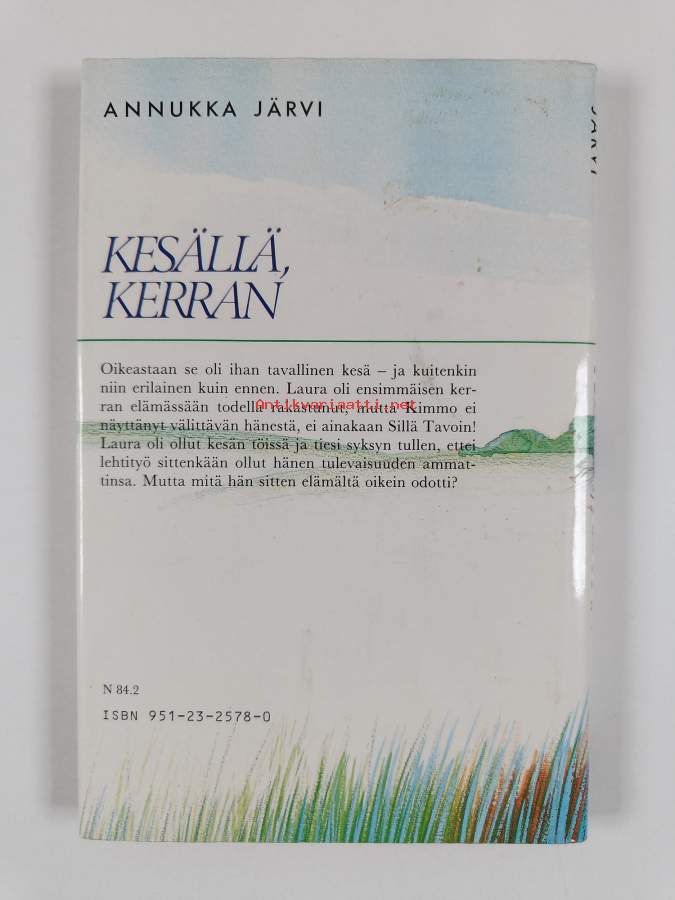 ANNUKKA JÄRVI
JÄRVI
KESÄLLÄ,
KERRAN
Oikeastaan se oli ihan tavallinen kesä – ja kuitenkin
niin erilainen kuin ennen. Laura oli ensimmäisen ker-
ran elämässään todella rakastunut, mutta Kimmo ei
Antikvariaatti.net
näyttänyt välittävän hänestä, ei ainakaan Sillä Tavoin!
Laura oli ollut kesän töissä ja tiesi syksyn tullen, ettei
lehtityö sittenkään ollut hänen tulevaisuuden ammat-
tinsa. Mutta mitä hän sitten elämältä oikein odotti?
N 84.2
ISBN 951-23-2578-0